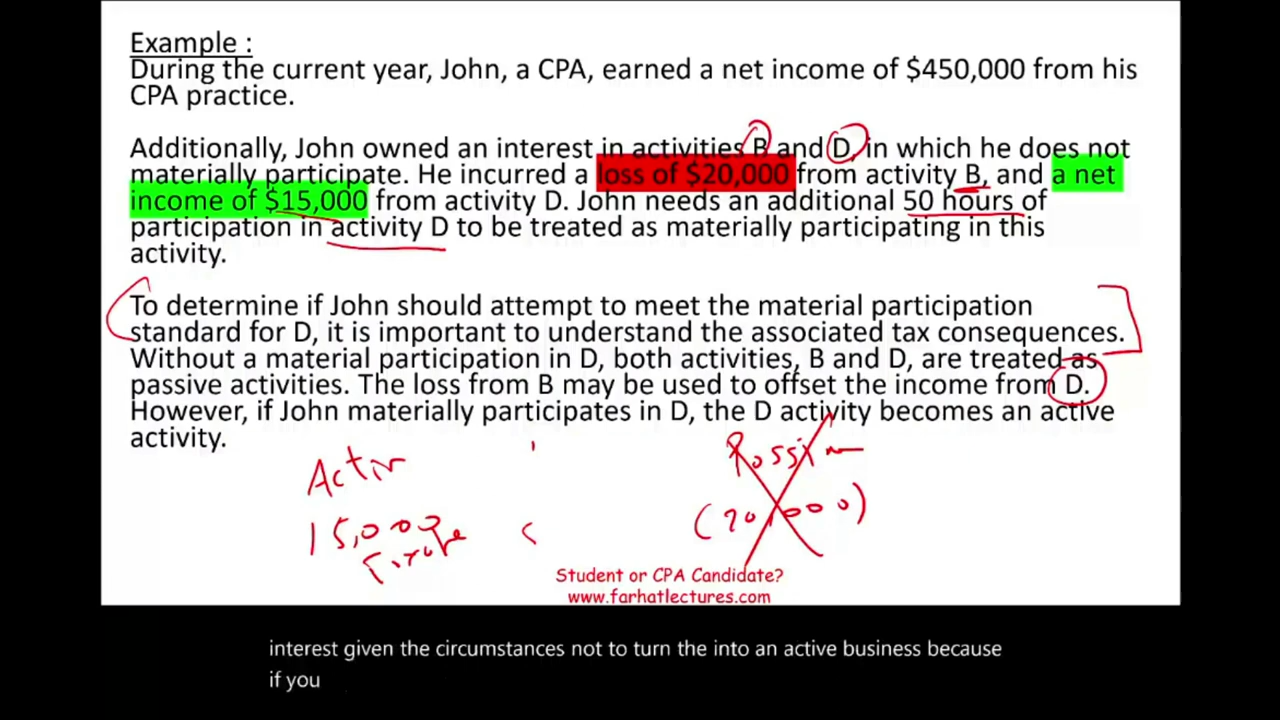 Example :
During the current year, John, a CPA, earned a net income of $450,000 from his
CPA practice.
Additionally, John owned an interest in activities B and D, in which he does not
materially participate. He incurred a loss of $20,000 from activity B, and a net
income of $15,000 from activity D. John needs an additional 50 hours of
participation in activity D to be treated as materially participating in this
activity.
To determine if John should attempt to meet the material participation
standard for D, it is important to understand the associated tax consequences.
Without a material participation in D, both activities, B and D, are treated as
passive activities. The loss from B may be used to offset the income from D.
However, if John materially participates in D, the D activity becomes an active
activity.
15,000
(20,000)
Student or CPA Candidate?
www.farhatlectures.com
interest given the circumstances not to turn the into an active business because
if you